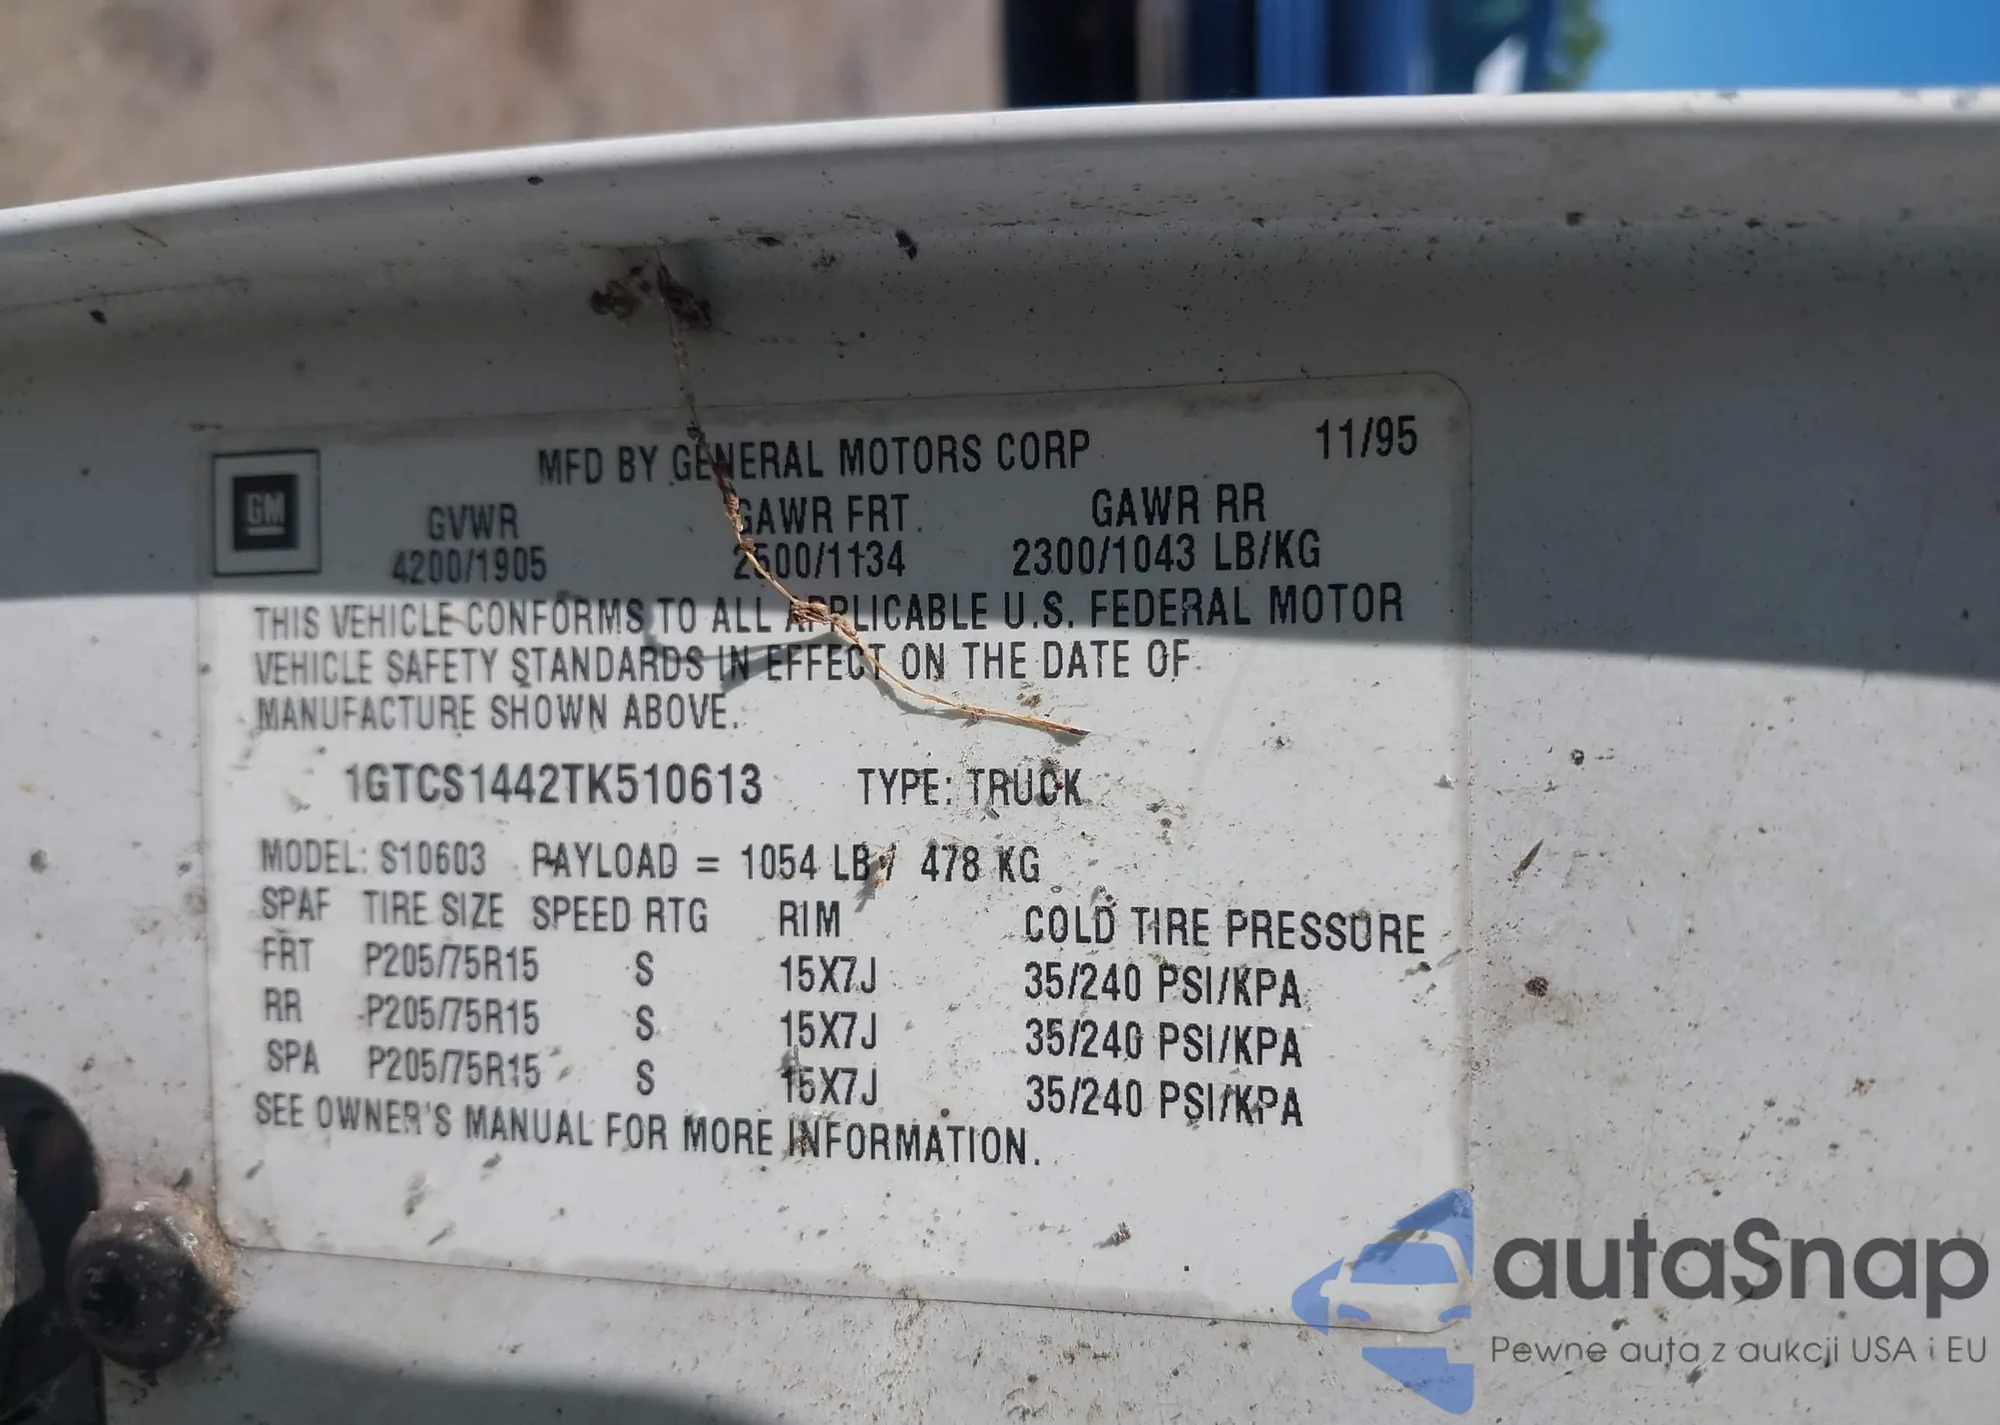 MFD BY GENERAL MOTORS CORP 11/95
GM
GVWR GAWR FRT GAWR RR
4200/1905 2500/1134 2300/1043 LB/KG
THIS VEHICLE CONFORMS TO ALL APPLICABLE U.S. FEDERAL MOTOR
VEHICLE SAFETY STANDARDS IN EFFECT ON THE DATE OF
MANUFACTURE SHOWN ABOVE.
1GTCS1442TK510613 TYPE: TRUCK
MODEL: S10603 PAYLOAD = 1054 LB / 478 KG
SPAF TIRE SIZE SPEED RTG RIM COLD TIRE PRESSURE
FRT P205/75R15 S 15X7J 35/240 PSI/KPA
RR P205/75R15 S 15X7J 35/240 PSI/KPA
SPA P205/75R15 S 15X7J 35/240 PSI/KPA
SEE OWNER'S MANUAL FOR MORE INFORMATION.
autaSnap
Pewne auta z aukcji USA i EU